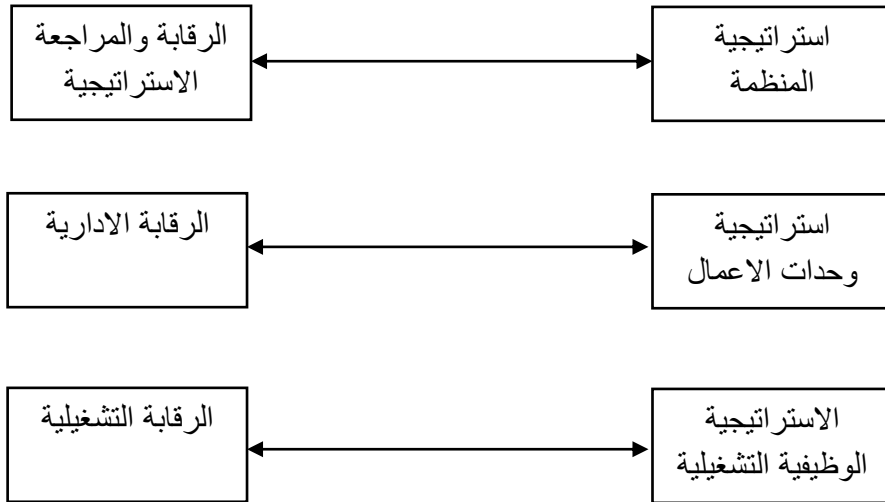 استراتيجية
المنظمة
الرقابة والمراجعة
الاستراتيجية
استراتيجية
وحدات الاعمال
الرقابة الادارية
الاستراتيجية
الوظيفية التشغيلية
الرقابة التشغيلية